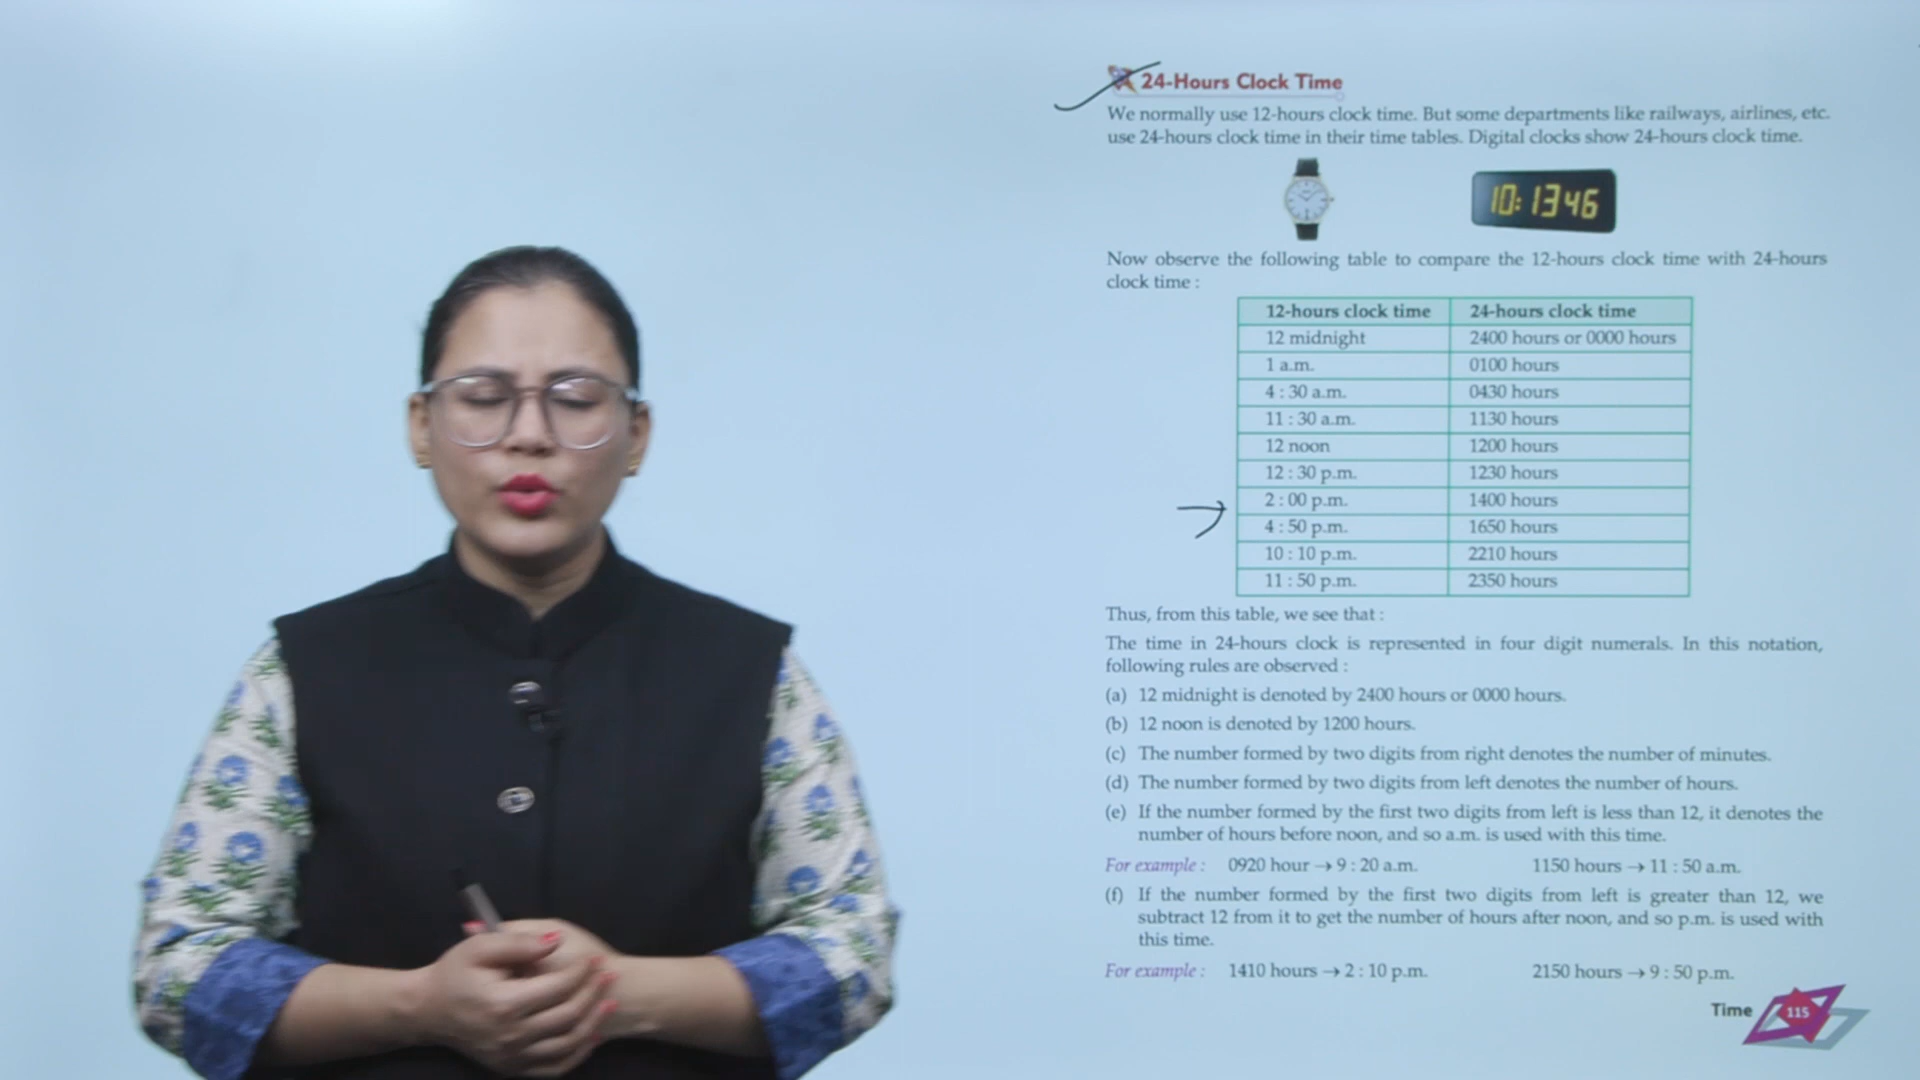 24-Hours Clock Time
We normally use 12-hours clock time. But some departments like railways, airlines, etc.
use 24-hours clock time in their time tables. Digital clocks show 24-hours clock time.
10:13 46
Now observe the following table to compare the 12-hours clock time with 24-hours
clock time :
12-hours clock time 24-hours clock time
12 midnight 2400 hours or 0000 hours
1 a.m. 0100 hours
4 : 30 a.m. 0430 hours
11 : 30 a.m. 1130 hours
12 noon 1200 hours
12 : 30 p.m. 1230 hours
2 : 00 p.m. 1400 hours
4 : 50 p.m. 1650 hours
10 : 10 p.m. 2210 hours
11 : 50 p.m. 2350 hours
Thus, from this table, we see that :
The time in 24-hours clock is represented in four digit numerals. In this notation,
following rules are observed :
(a) 12 midnight is denoted by 2400 hours or 0000 hours.
(b) 12 noon is denoted by 1200 hours.
(c) The number formed by two digits from right denotes the number of minutes.
(d) The number formed by two digits from left denotes the number of hours.
(e) If the number formed by the first two digits from left is less than 12, it denotes the
number of hours before noon, and so a.m. is used with this time.
For example : 0920 hour → 9 : 20 a.m. 1150 hours → 11 : 50 a.m.
(f) If the number formed by the first two digits from left is greater than 12, we
subtract 12 from it to get the number of hours after noon, and so p.m. is used with
this time.
For example : 1410 hours → 2 : 10 p.m. 2150 hours → 9 : 50 p.m.
Time 115